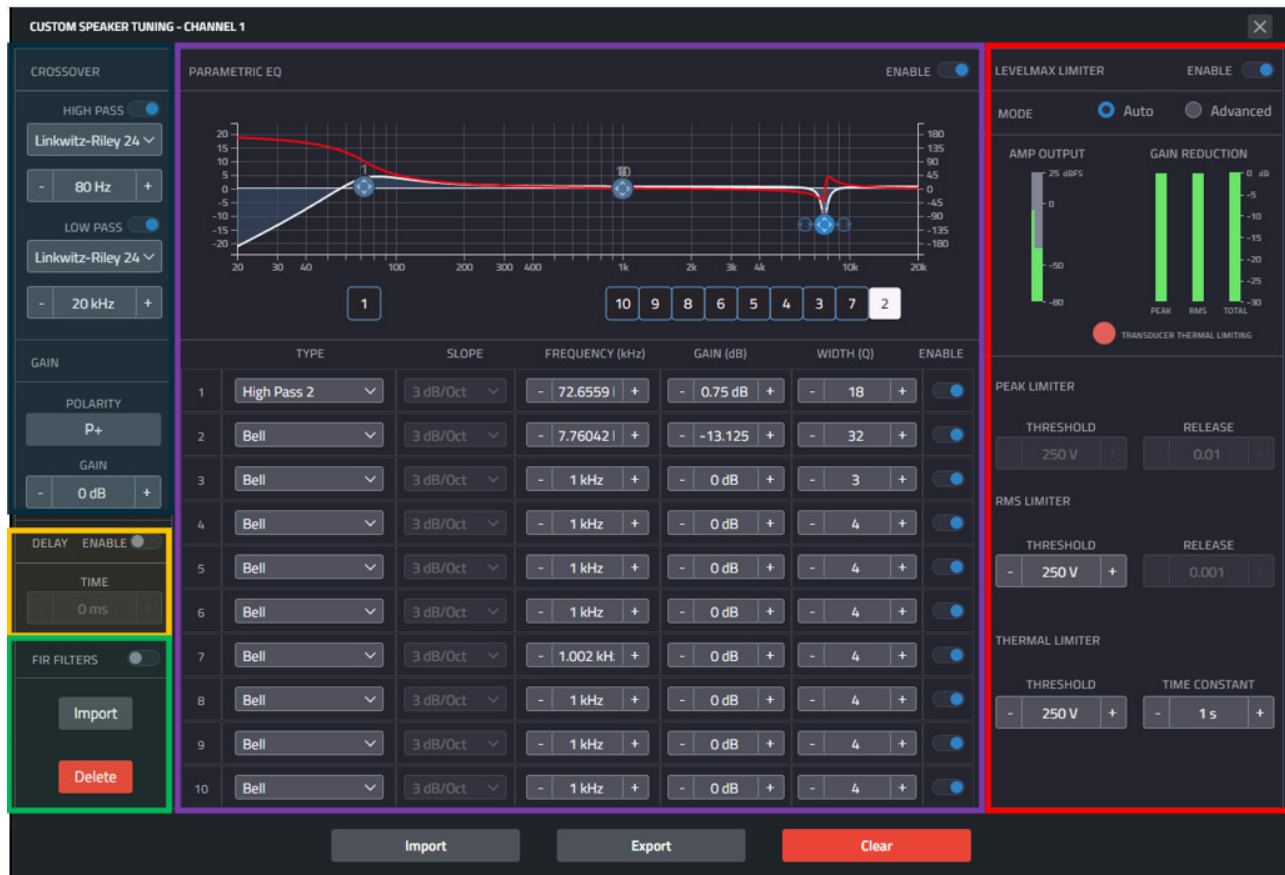 CUSTOM SPEAKER TUNING - CHANNEL 1
CROSSOVER
HIGH PASS
Linkwitz-Riley 24
- 80 Hz +
LOW PASS
Linkwitz-Riley 24
- 20 kHz +
GAIN
POLARITY
P+
GAIN
- 0 dB +
DELAY ENABLE
TIME
- 0 ms +
FIR FILTERS
Import
Delete
PARAMETRIC EQ ENABLE
20
15
10
5
0
-5
-10
-15
-20
180
135
90
45
0
-45
-90
-135
-180
1
20 30 40 100 200 300 400 1k 2k 3k 4k 10k 20k
1 10 9 8 6 5 4 3 7 2
TYPE SLOPE FREQUENCY (kHz) GAIN (dB) WIDTH (Q) ENABLE
1 High Pass 2 3 dB/Oct - 72.6559 + - 0.75 dB + - 18 +
2 Bell 3 dB/Oct - 7.76042 + - -13.125 + - 32 +
3 Bell 3 dB/Oct - 1 kHz + - 0 dB + - 3 +
4 Bell 3 dB/Oct - 1 kHz + - 0 dB + - 4 +
5 Bell 3 dB/Oct - 1 kHz + - 0 dB + - 4 +
6 Bell 3 dB/Oct - 1 kHz + - 0 dB + - 4 +
7 Bell 3 dB/Oct - 1.002 kH + - 0 dB + - 4 +
8 Bell 3 dB/Oct - 1 kHz + - 0 dB + - 4 +
9 Bell 3 dB/Oct - 1 kHz + - 0 dB + - 4 +
10 Bell 3 dB/Oct - 1 kHz + - 0 dB + - 4 +
LEVELMAX LIMITER ENABLE
MODE Auto Advanced
AMP OUTPUT GAIN REDUCTION
25 dBFS
0
-50
-80
0 dB
-5
-10
-15
-20
-25
-30
PEAK RMS TOTAL
TRANSDUCER THERMAL LIMITING
PEAK LIMITER
THRESHOLD RELEASE
- 250 V + - 0.01 +
RMS LIMITER
THRESHOLD RELEASE
- 250 V + - 0.001 +
THERMAL LIMITER
THRESHOLD TIME CONSTANT
- 250 V + - 1 s +
Import Export Clear